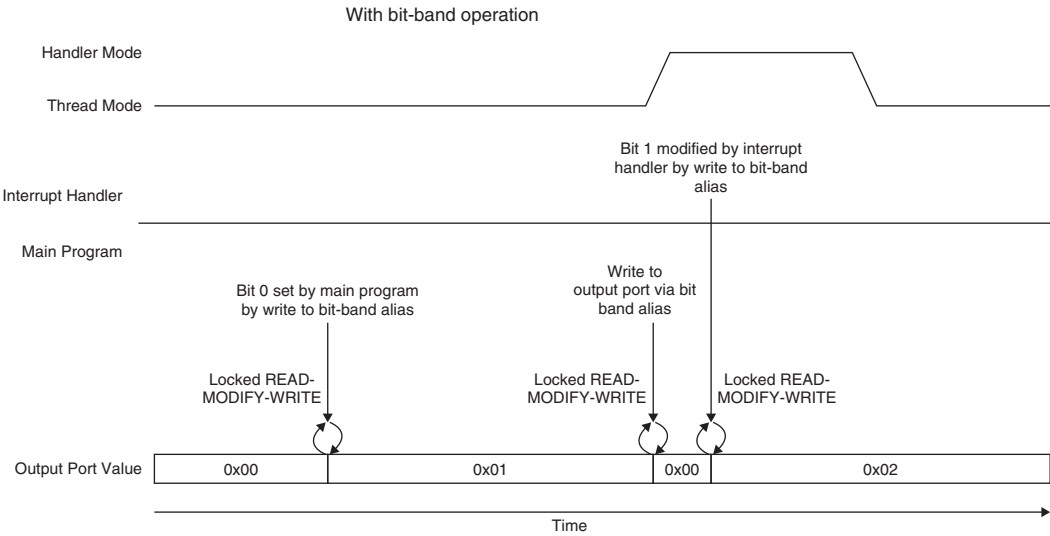 With bit-band operation
Handler Mode
Thread Mode
Bit 1 modified by interrupt
handler by write to bit-band
alias
Interrupt Handler
Main Program
Bit 0 set by main program
by write to bit-band alias
Write to
output port via bit
band alias
Locked READ-
MODIFY-WRITE
Locked READ-
MODIFY-WRITE
Locked READ-
MODIFY-WRITE
Output Port Value
0x00
0x01
0x00
0x02
Time